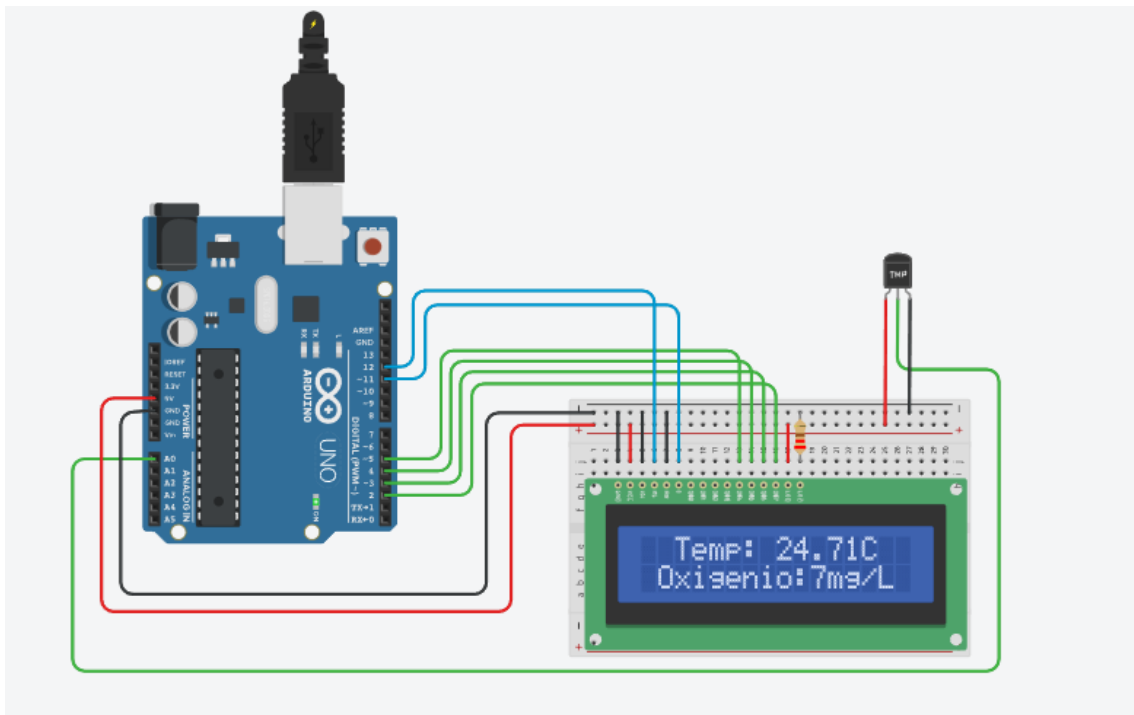 TMP
AREF
GND
13
12
~11
~10
~9
8
7
~6
~5
4
~3
2
TX→1
RX←0
DIGITAL (PWM~)
TX
RX
L
ARDUINO
UNO
ON
IOREF
RESET
3.3V
5V
GND
GND
Vin
POWER
A0
A1
A2
A3
A4
A5
ANALOG IN
Temp: 24.71C
Oxigenio:7mg/L